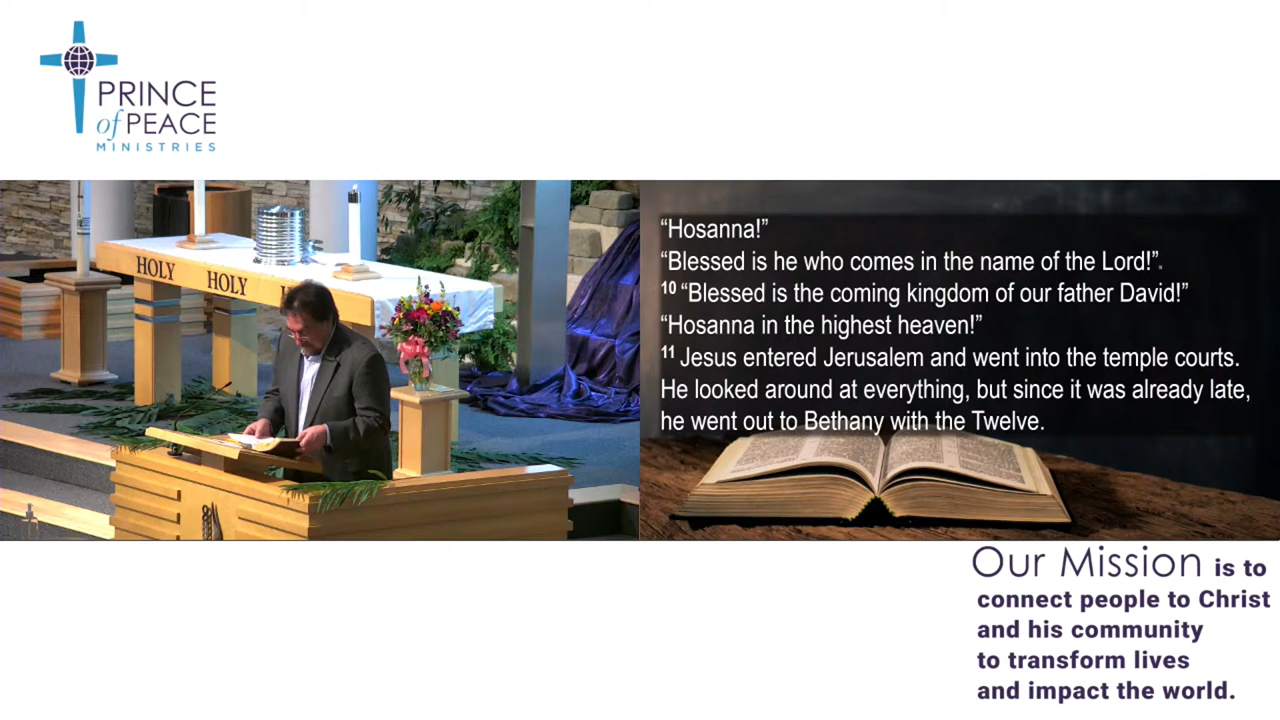 PRINCE
of PEACE
MINISTRIES
HOLY HOLY
“Hosanna!”
“Blessed is he who comes in the name of the Lord!”
10 “Blessed is the coming kingdom of our father David!”
“Hosanna in the highest heaven!”
11 Jesus entered Jerusalem and went into the temple courts.
He looked around at everything, but since it was already late,
he went out to Bethany with the Twelve.
Our Mission is to
connect people to Christ
and his community
to transform lives
and impact the world.